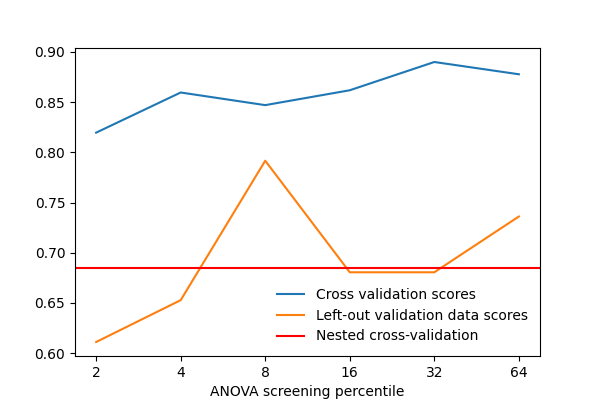 0.90
0.85
0.80
0.75
0.70
0.65
0.60
Cross validation scores
Left-out validation data scores
Nested cross-validation
2 4 8 16 32 64
ANOVA screening percentile